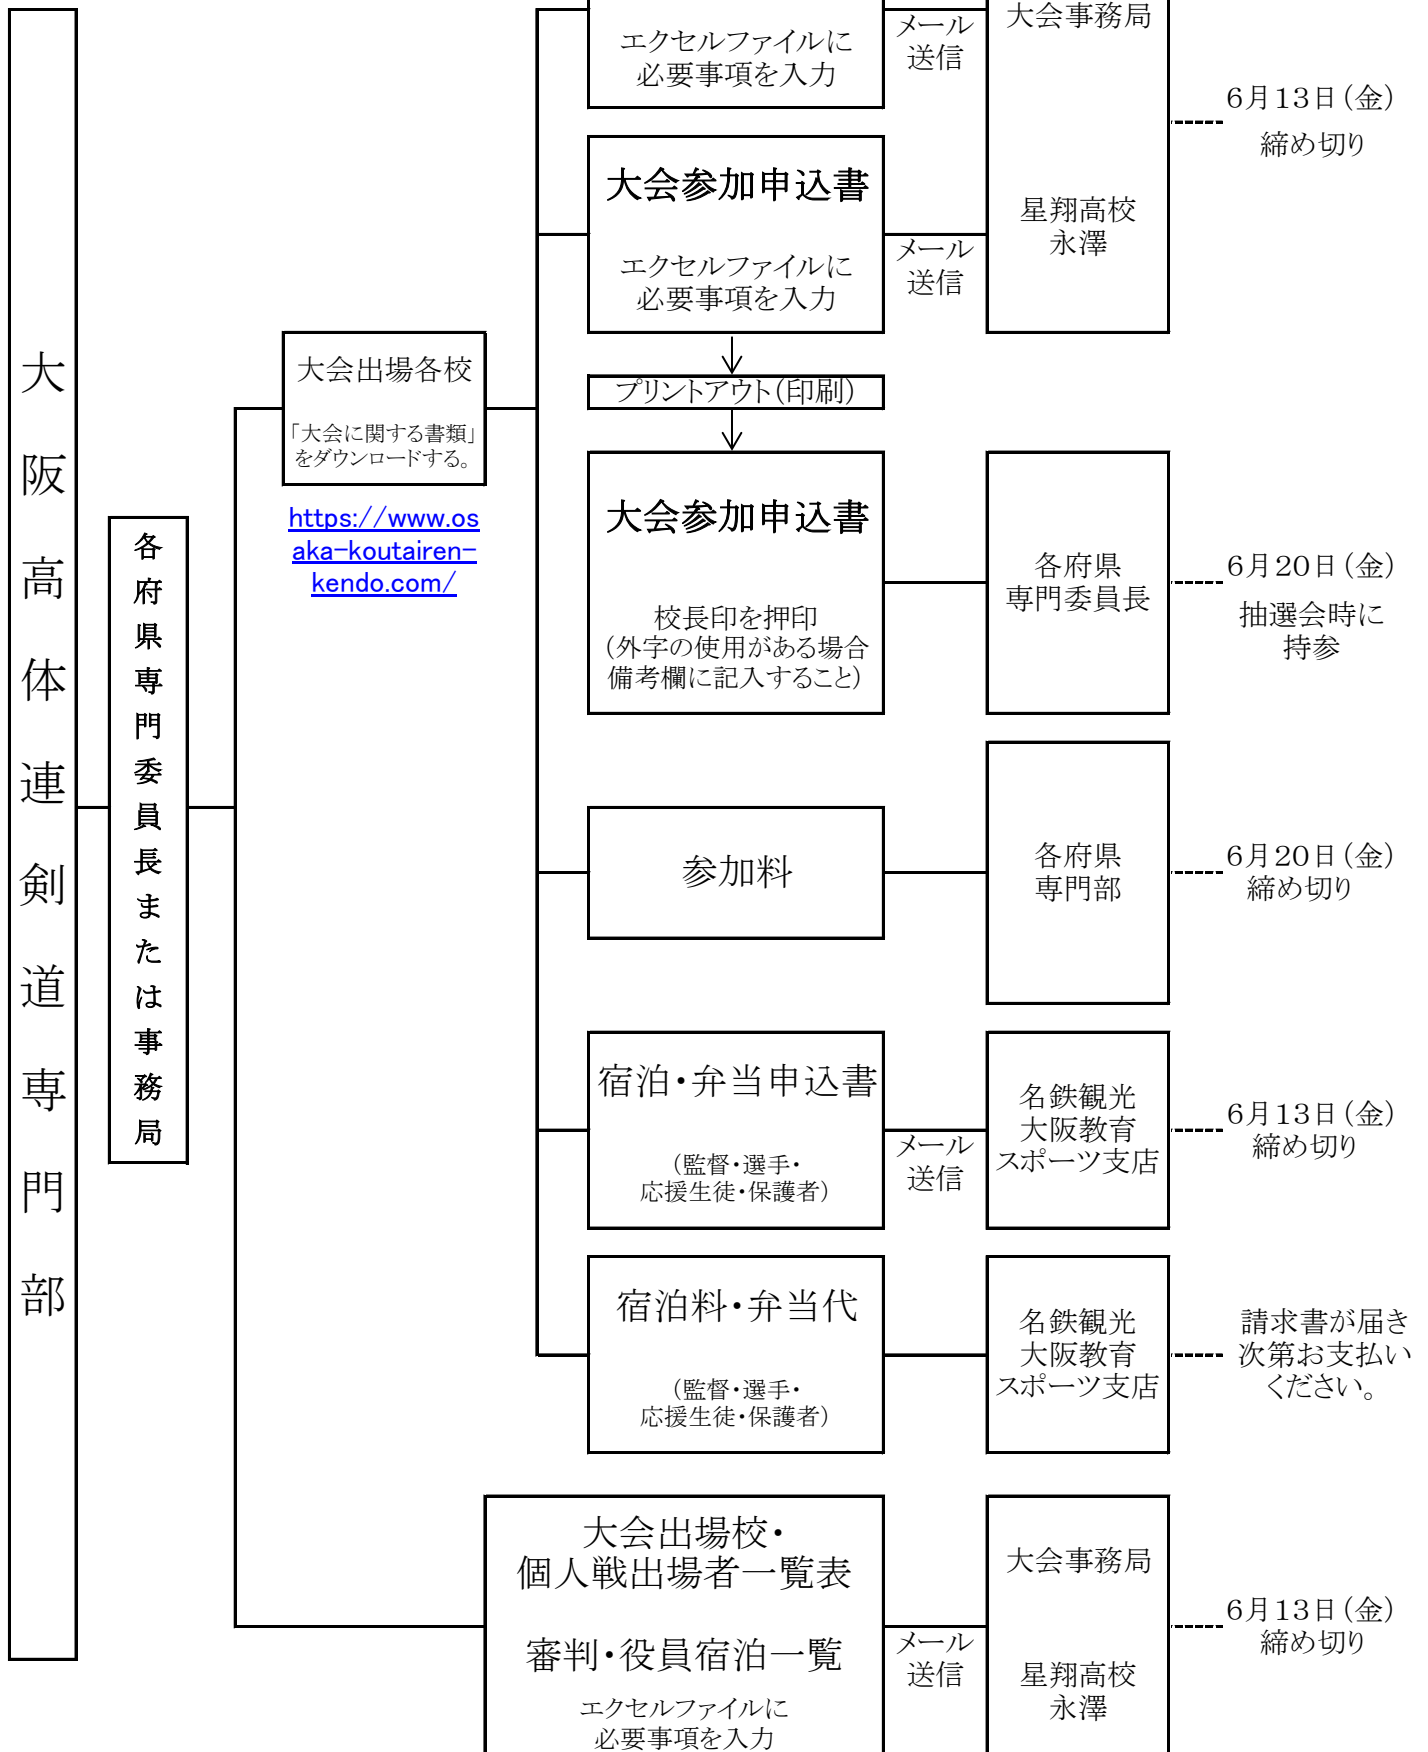 大阪高体連剣道専門部
各府県専門委員長または事務局
大会出場各校
「大会に関する書類」
をダウンロードする。
https://www.os
aka-koutairen-
kendo.com/
エクセルファイルに
必要事項を入力
メール
送信
大会事務局
6月13日(金)
締め切り
大会参加申込書
エクセルファイルに
必要事項を入力
メール
送信
星翔高校
永澤
プリントアウト(印刷)
大会参加申込書
校長印を押印
(外字の使用がある場合
備考欄に記入すること)
各府県
専門委員長
6月20日(金)
抽選会時に
持参
参加料
各府県
専門部
6月20日(金)
締め切り
宿泊・弁当申込書
(監督・選手・
応援生徒・保護者)
メール
送信
名鉄観光
大阪教育
スポーツ支店
6月13日(金)
締め切り
宿泊料・弁当代
(監督・選手・
応援生徒・保護者)
名鉄観光
大阪教育
スポーツ支店
請求書が届き
次第お支払い
ください。
大会出場校・
個人戦出場者一覧表
審判・役員宿泊一覧
エクセルファイルに
必要事項を入力
メール
送信
大会事務局
星翔高校
永澤
6月13日(金)
締め切り